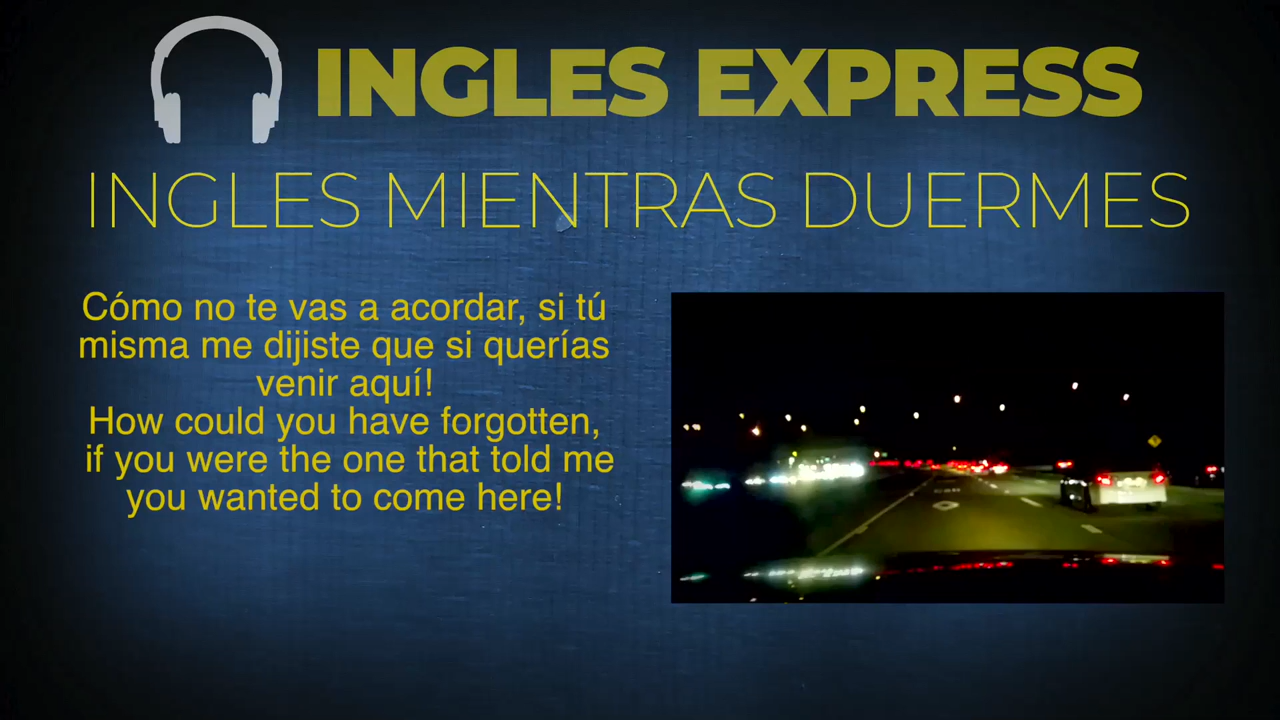 INGLES EXPRESS
INGLES MIENTRAS DUERMES
Cómo no te vas a acordar, si tú
misma me dijiste que si querías
venir aquí!
How could you have forgotten,
if you were the one that told me
you wanted to come here!